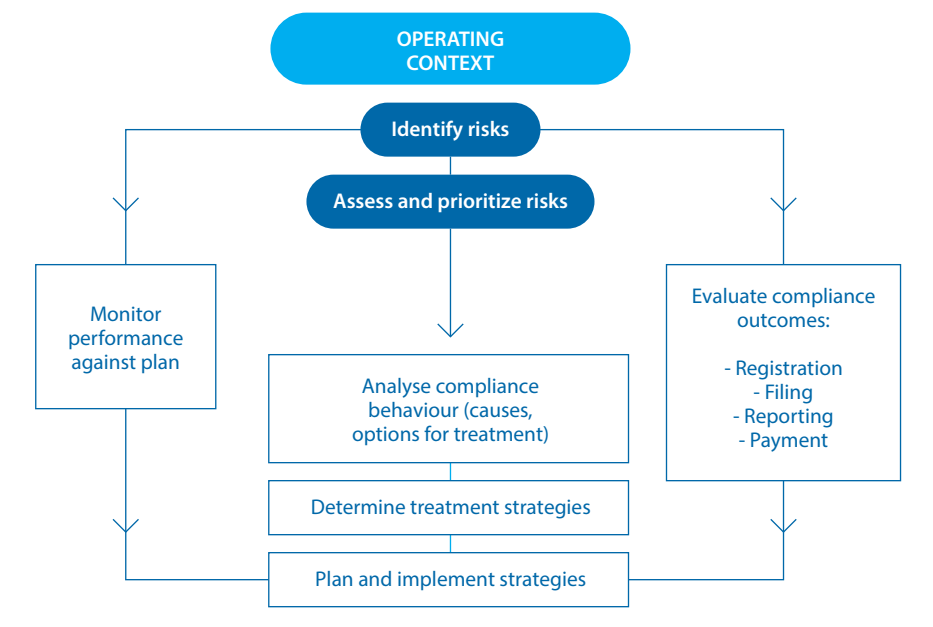 OPERATING
CONTEXT
Identify risks
Assess and prioritize risks
Monitor
performance
against plan
Analyse compliance
behaviour (causes,
options for treatment)
Determine treatment strategies
Plan and implement strategies
Evaluate compliance
outcomes:
- Registration
- Filing
- Reporting
- Payment